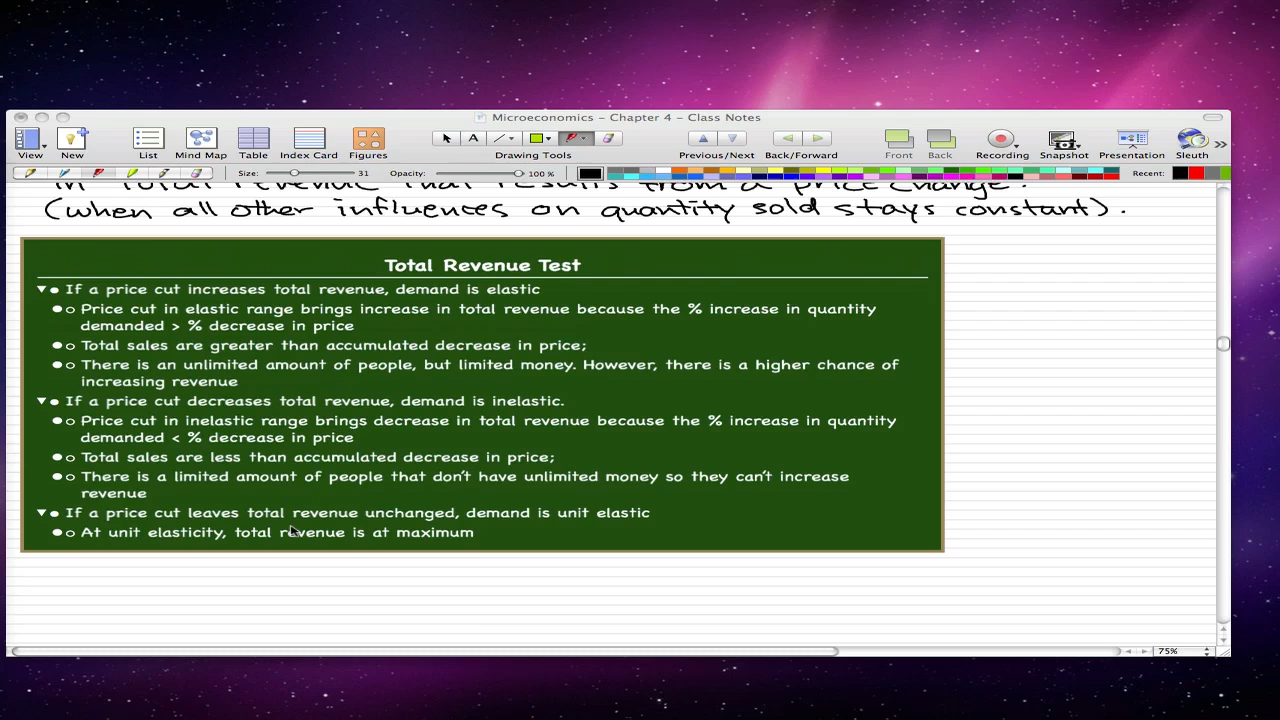 Microeconomics – Chapter 4 – Class Notes
View New List Mind Map Table Index Card Figures Drawing Tools Previous/Next Back/Forward Front Back Recording Snapshot Presentation Sleuth
Size: 31 Opacity: 100 % Recent:
in total revenue that results from a price change.
(when all other influences on quantity sold stays constant).
Total Revenue Test
If a price cut increases total revenue, demand is elastic
Price cut in elastic range brings increase in total revenue because the % increase in quantity
demanded > % decrease in price
Total sales are greater than accumulated decrease in price;
There is an unlimited amount of people, but limited money. However, there is a higher chance of
increasing revenue
If a price cut decreases total revenue, demand is inelastic.
Price cut in inelastic range brings decrease in total revenue because the % increase in quantity
demanded < % decrease in price
Total sales are less than accumulated decrease in price;
There is a limited amount of people that don't have unlimited money so they can't increase
revenue
If a price cut leaves total revenue unchanged, demand is unit elastic
At unit elasticity, total revenue is at maximum
75%